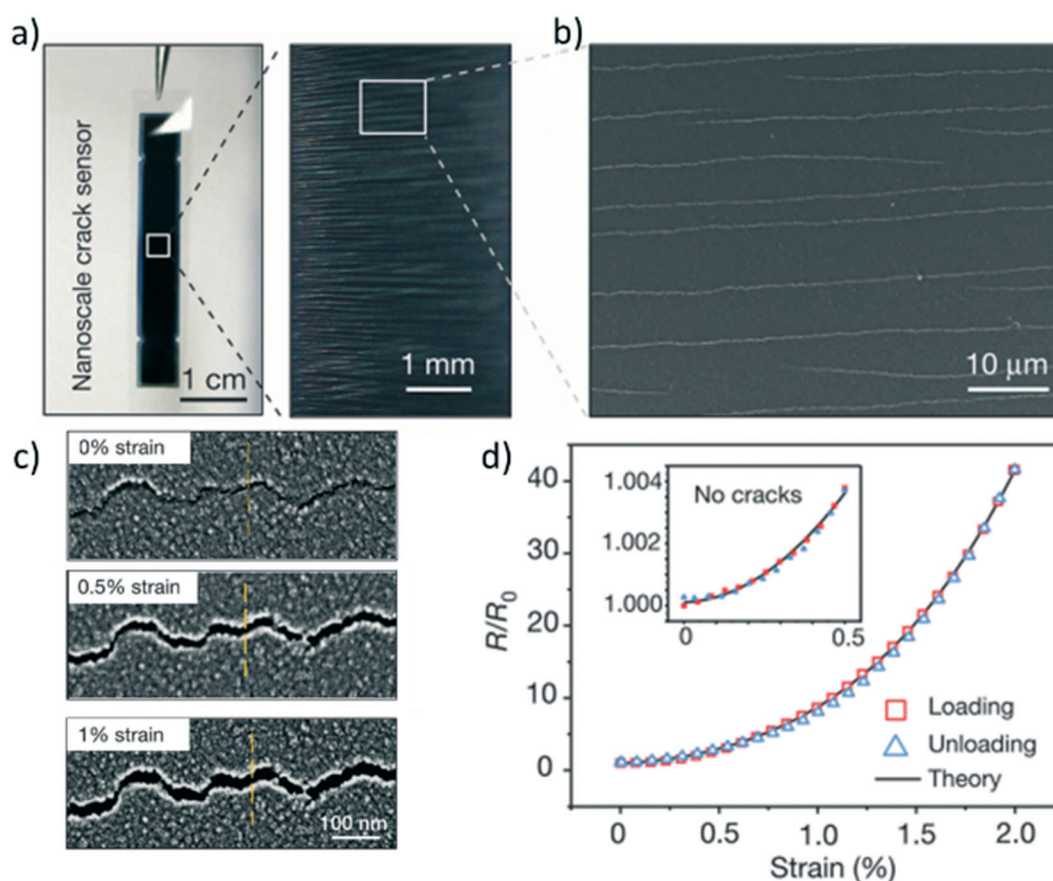 a)
Nanoscale crack sensor
1 cm
1 mm
b)
10 μm
c)
0% strain
0.5% strain
1% strain
100 nm
d)
R/R0
40
30
20
10
0
0
0.5
1.0
1.5
2.0
Strain (%)
No cracks
1.004
1.002
1.000
0
0.5
Loading
Unloading
Theory